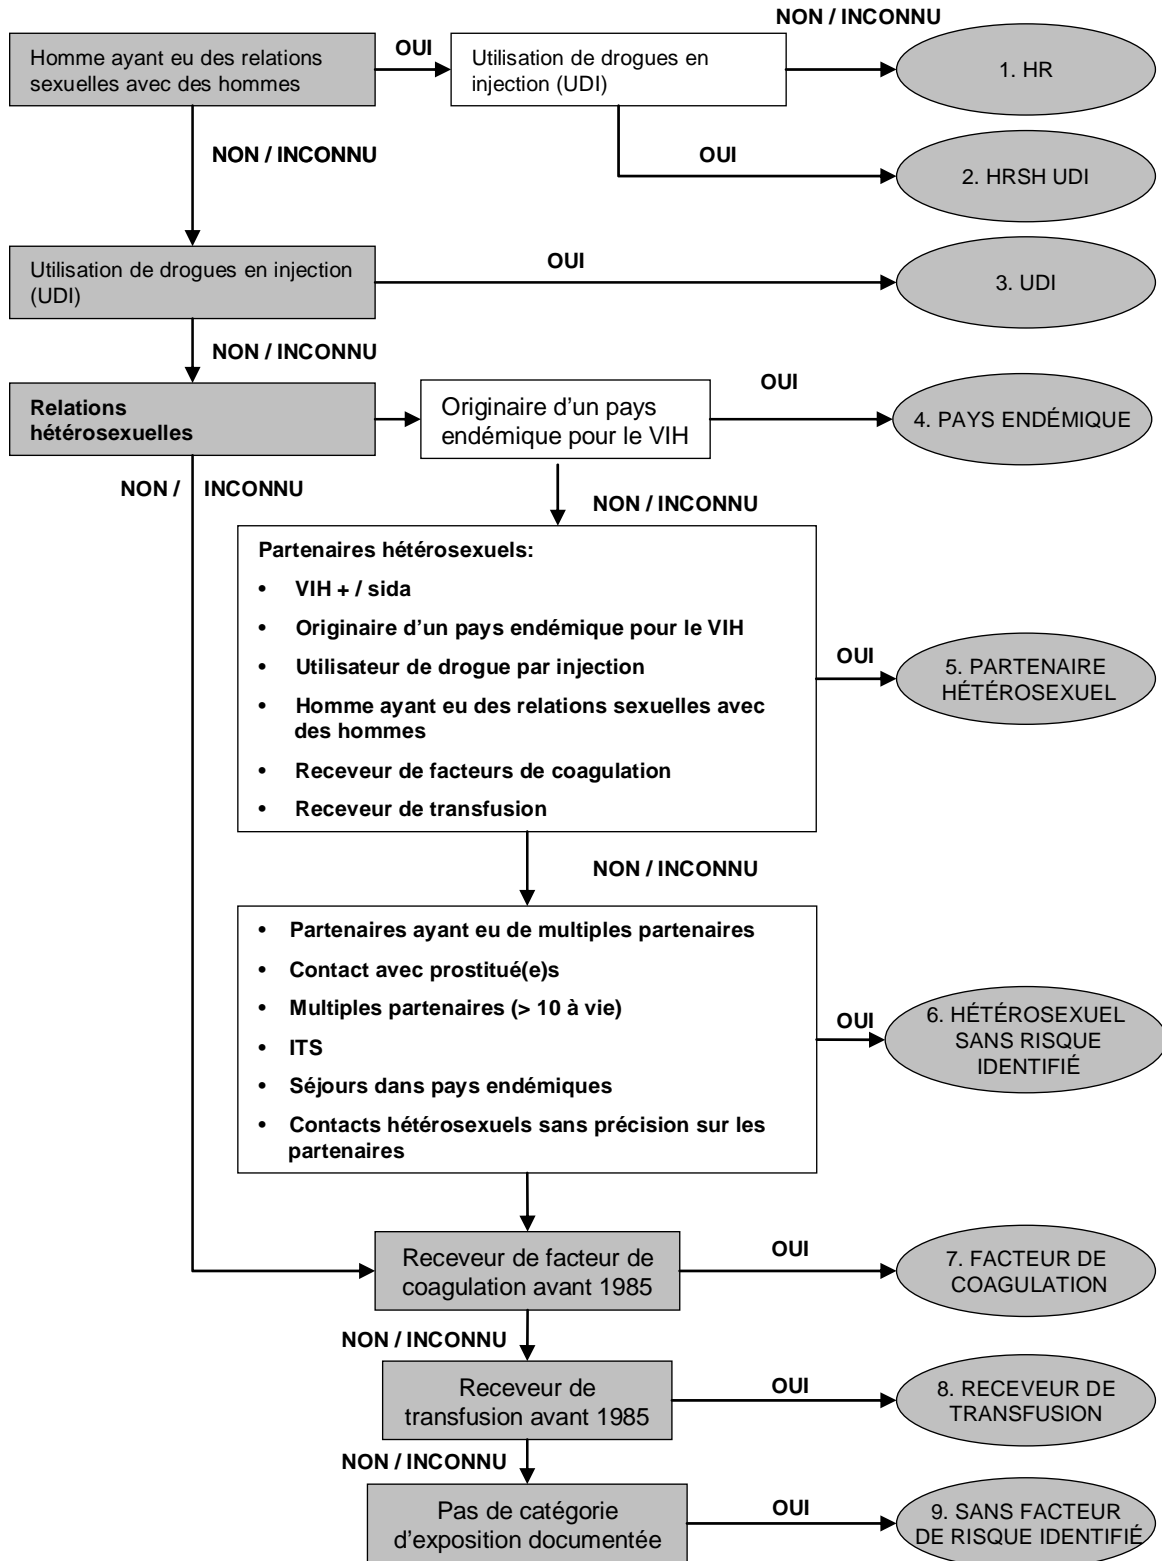 NON / INCONNU
Homme ayant eu des relations
sexuelles avec des hommes
OUI
Utilisation de drogues en
injection (UDI)
1. HR
NON / INCONNU
OUI
2. HRSH UDI
Utilisation de drogues en injection
(UDI)
OUI
3. UDI
NON / INCONNU
Relations
hétérosexuelles
Originaire d'un pays
endémique pour le VIH
OUI
4. PAYS ENDÉMIQUE
NON / INCONNU
NON / INCONNU
Partenaires hétérosexuels:
• VIH + / sida
• Originaire d'un pays endémique pour le VIH
• Utilisateur de drogue par injection
• Homme ayant eu des relations sexuelles avec
des hommes
• Receveur de facteurs de coagulation
• Receveur de transfusion
OUI
5. PARTENAIRE
HÉTÉROSEXUEL
NON / INCONNU
• Partenaires ayant eu de multiples partenaires
• Contact avec prostitué(e)s
• Multiples partenaires (> 10 à vie)
• ITS
• Séjours dans pays endémiques
• Contacts hétérosexuels sans précision sur les
partenaires
OUI
6. HÉTÉROSEXUEL
SANS RISQUE
IDENTIFIÉ
Receveur de facteur de
coagulation avant 1985
OUI
7. FACTEUR DE
COAGULATION
NON / INCONNU
Receveur de
transfusion avant 1985
OUI
8. RECEVEUR DE
TRANSFUSION
NON / INCONNU
Pas de catégorie
d'exposition documentée
OUI
9. SANS FACTEUR
DE RISQUE IDENTIFIÉ